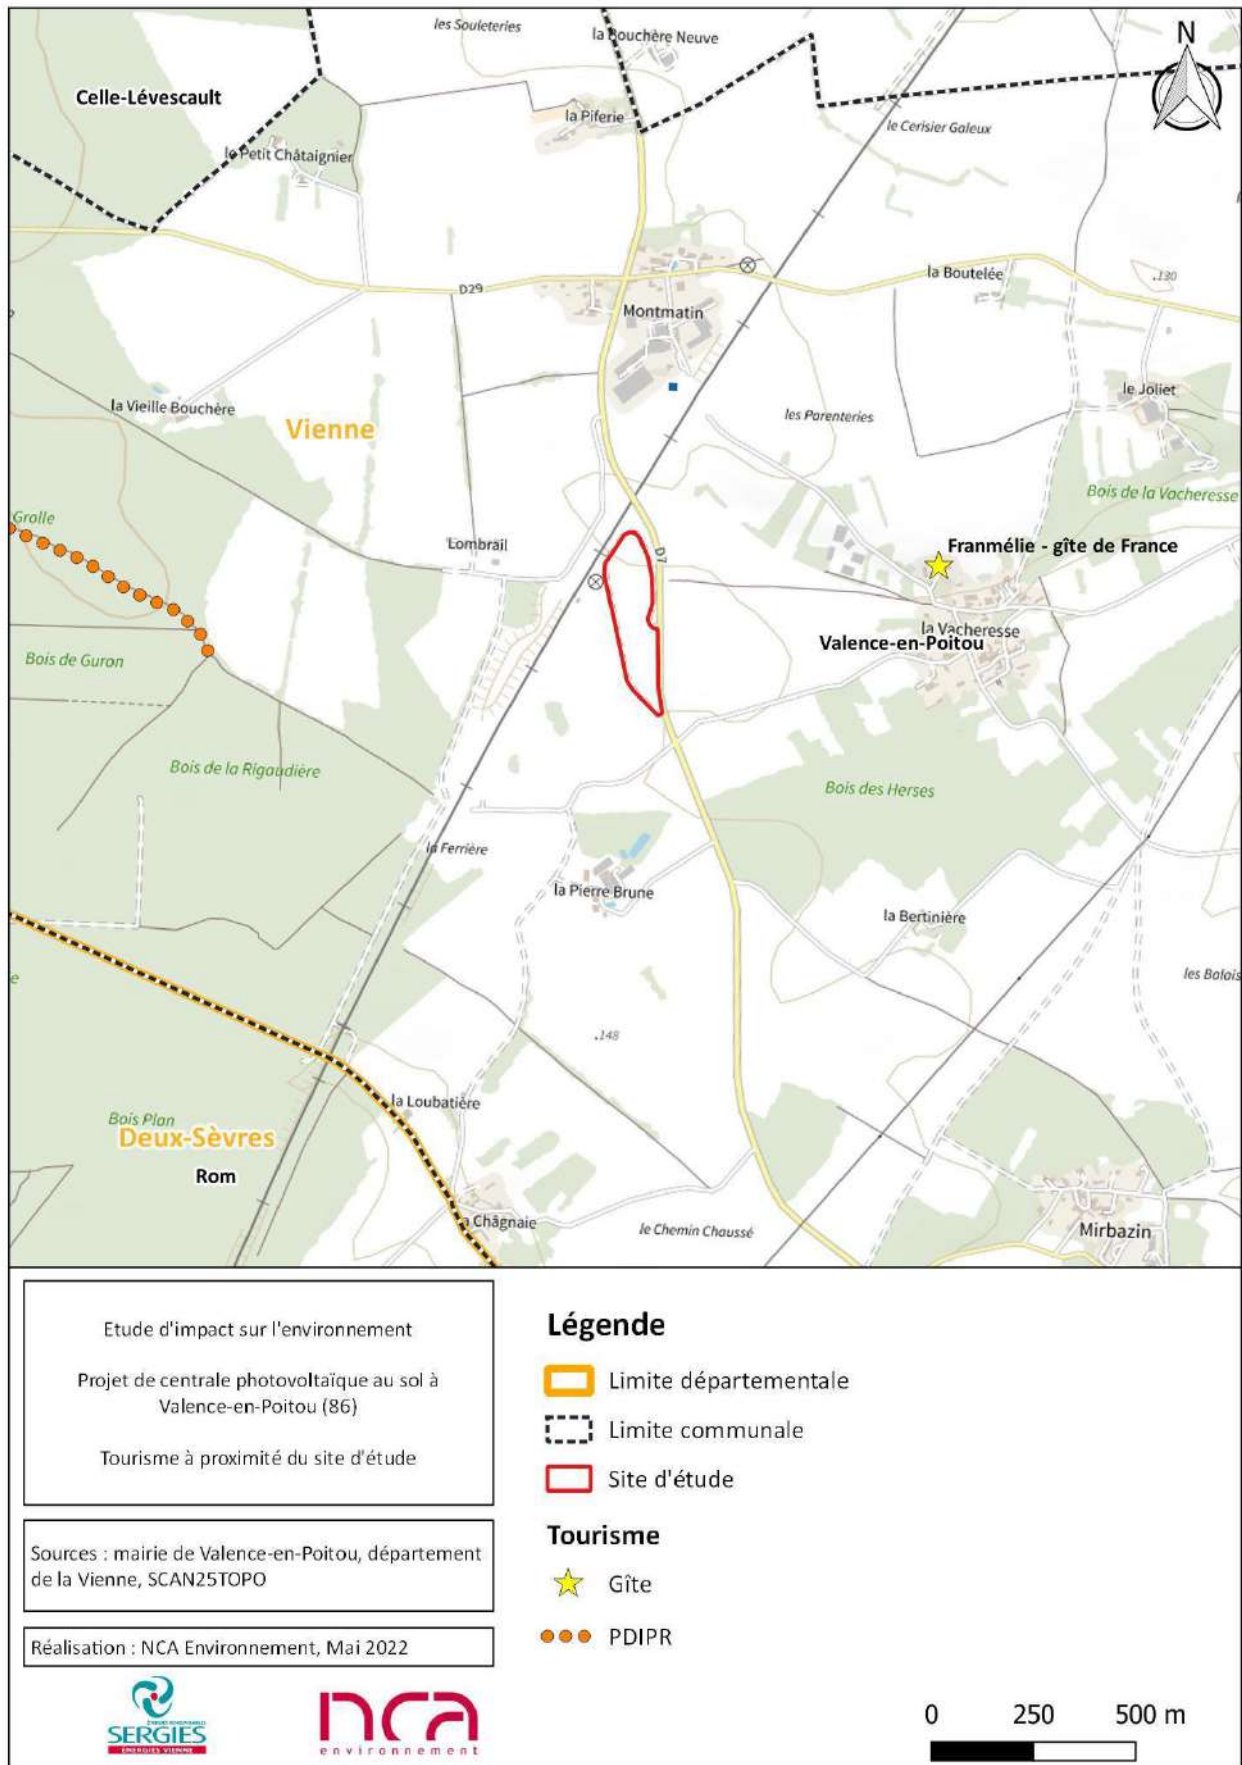 les Souleteries
la Bouchère Neuve
N
Celle-Lévescault
la Piferie
le Cerisier Galeux
le Petit Châtaignier
la Boutelée
.130
D29
Montmatin
le Joliet
la Vieille Bouchère
Vienne
les Parenteries
Bois de la Vacheresse
Grolle
Lombrail
D7
Franmélie - gîte de France
la Vacheresse
Valence-en-Poitou
Bois de Guron
Bois de la Rigaudière
Bois des Herses
la Ferrière
la Pierre Brune
la Bertinière
les Balais
.148
la Loubatière
Bois Plan
Deux-Sèvres
Rom
la Châgnaie
le Chemin Chaussé
Mirbazin
Etude d'impact sur l'environnement
Projet de centrale photovoltaïque au sol à
Valence-en-Poitou (86)
Tourisme à proximité du site d'étude
Sources : mairie de Valence-en-Poitou, département
de la Vienne, SCAN25TOPO
Réalisation : NCA Environnement, Mai 2022
SERGIES
ENERGIES VIENNE
nca
environnement
Légende
Limite départementale
Limite communale
Site d'étude
Tourisme
Gîte
PDIPR
0 250 500 m